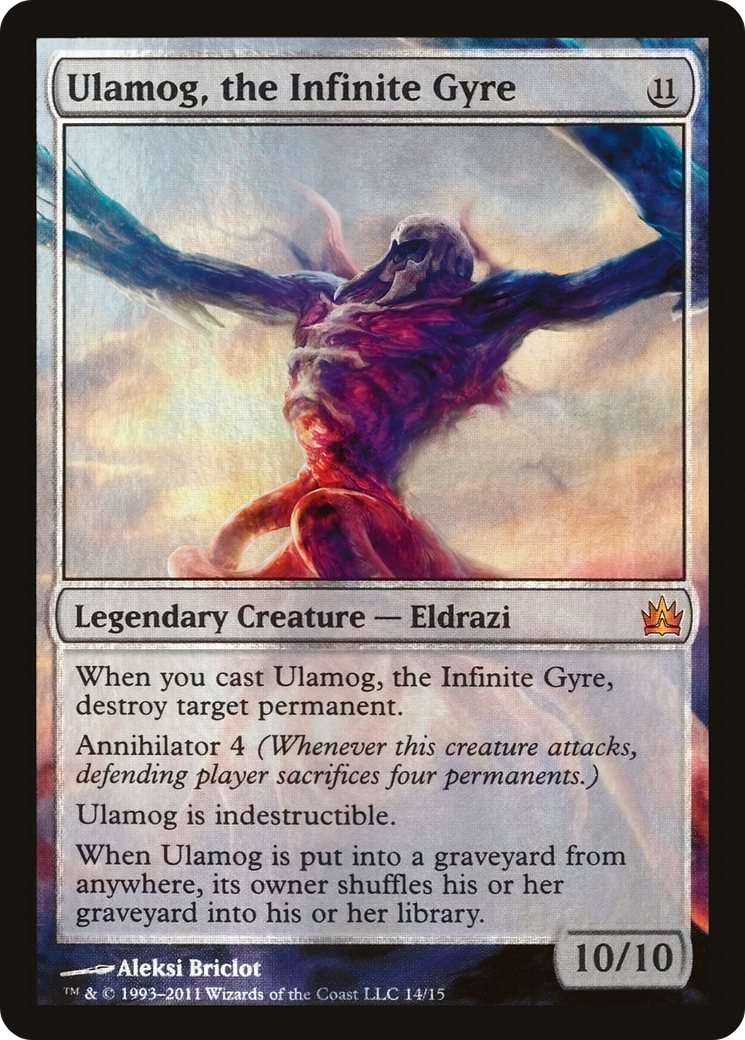 Ulamog, the Infinite Gyre
11
Legendary Creature — Eldrazi
When you cast Ulamog, the Infinite Gyre,
destroy target permanent.
Annihilator 4 (Whenever this creature attacks,
defending player sacrifices four permanents.)
Ulamog is indestructible.
When Ulamog is put into a graveyard from
anywhere, its owner shuffles his or her
graveyard into his or her library.
10/10
Aleksi Briclot
™ & © 1993–2011 Wizards of the Coast LLC 14/15